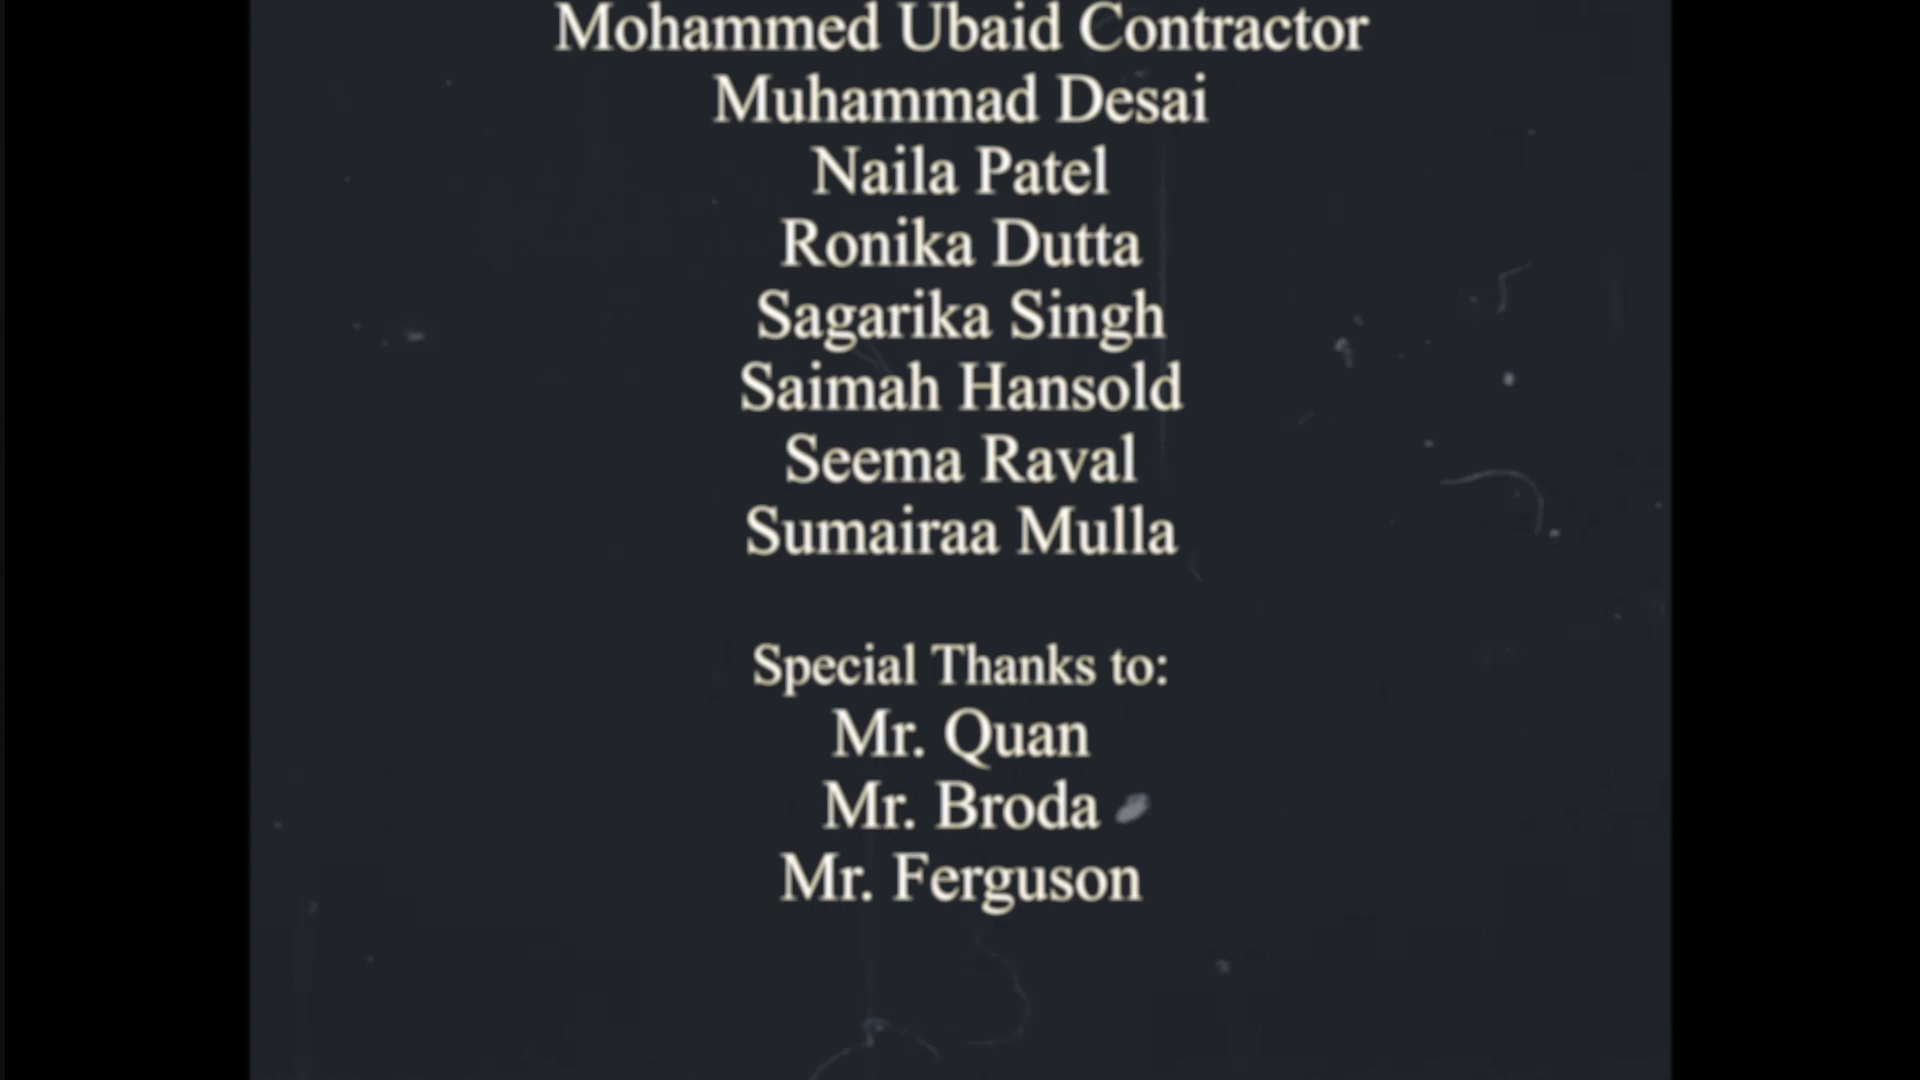 Mohammed Ubaid Contractor
Muhammad Desai
Naila Patel
Ronika Dutta
Sagarika Singh
Saimah Hansold
Seema Raval
Sumairaa Mulla
Special Thanks to:
Mr. Quan
Mr. Broda
Mr. Ferguson